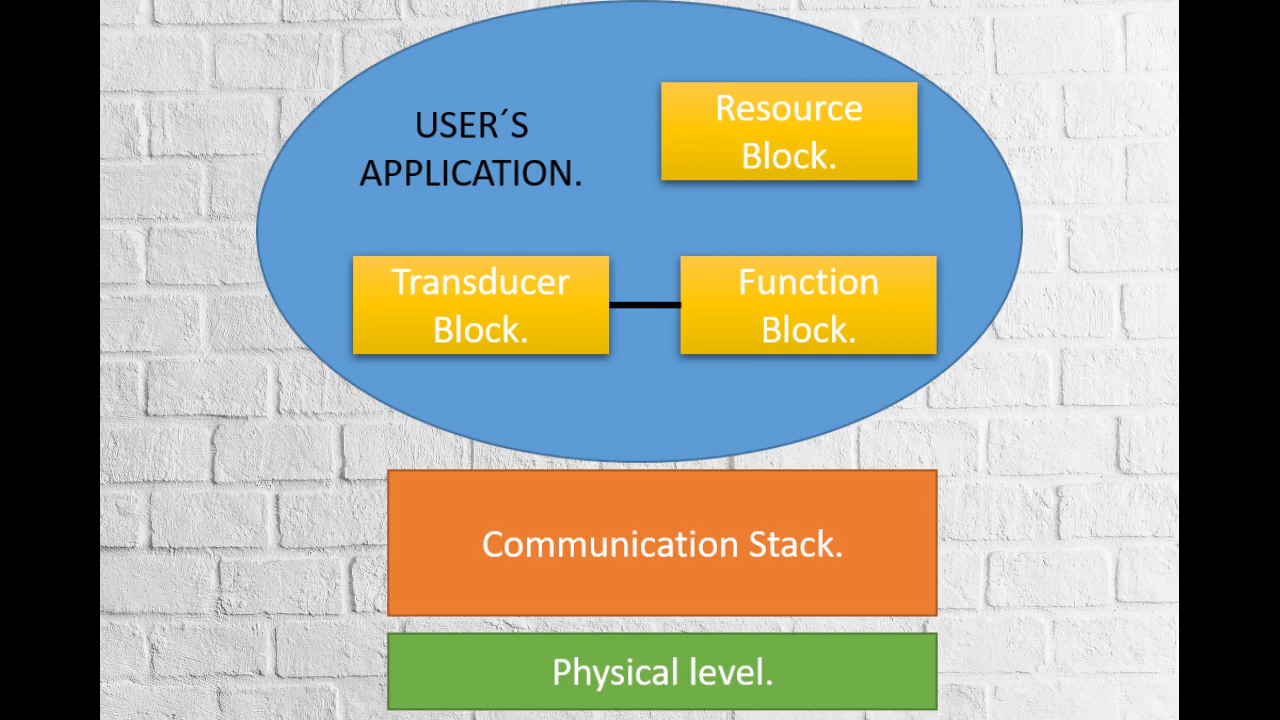 USER´S
APPLICATION.
Resource
Block.
Transducer
Block.
Function
Block.
Communication Stack.
Physical level.